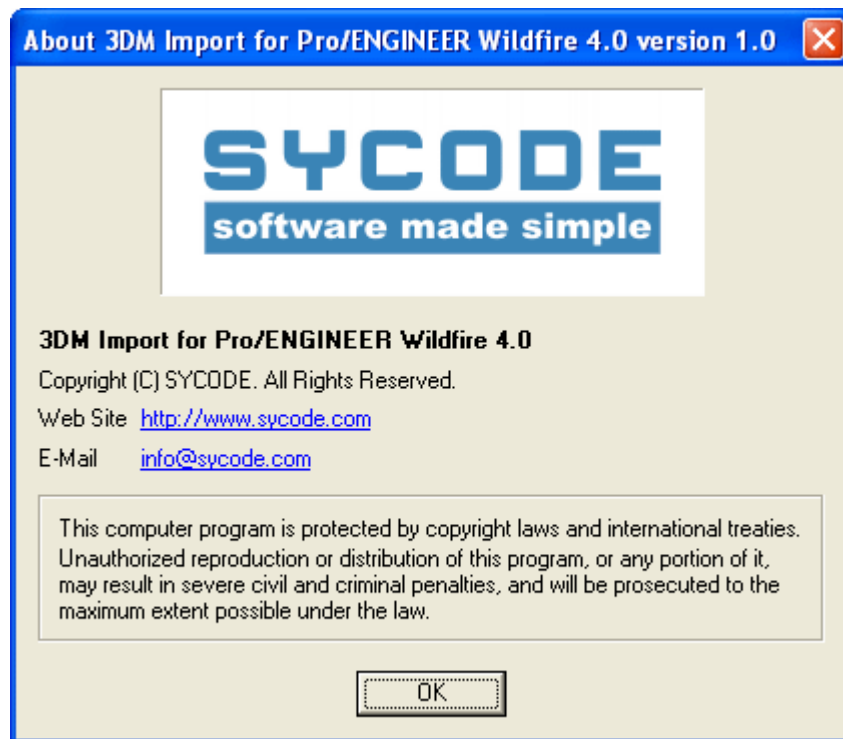 About 3DM Import for Pro/ENGINEER Wildfire 4.0 version 1.0
SYCODE
software made simple
3DM Import for Pro/ENGINEER Wildfire 4.0
Copyright (C) SYCODE. All Rights Reserved.
Web Site http://www.sycode.com
E-Mail info@sycode.com
This computer program is protected by copyright laws and international treaties.
Unauthorized reproduction or distribution of this program, or any portion of it,
may result in severe civil and criminal penalties, and will be prosecuted to the
maximum extent possible under the law.
OK